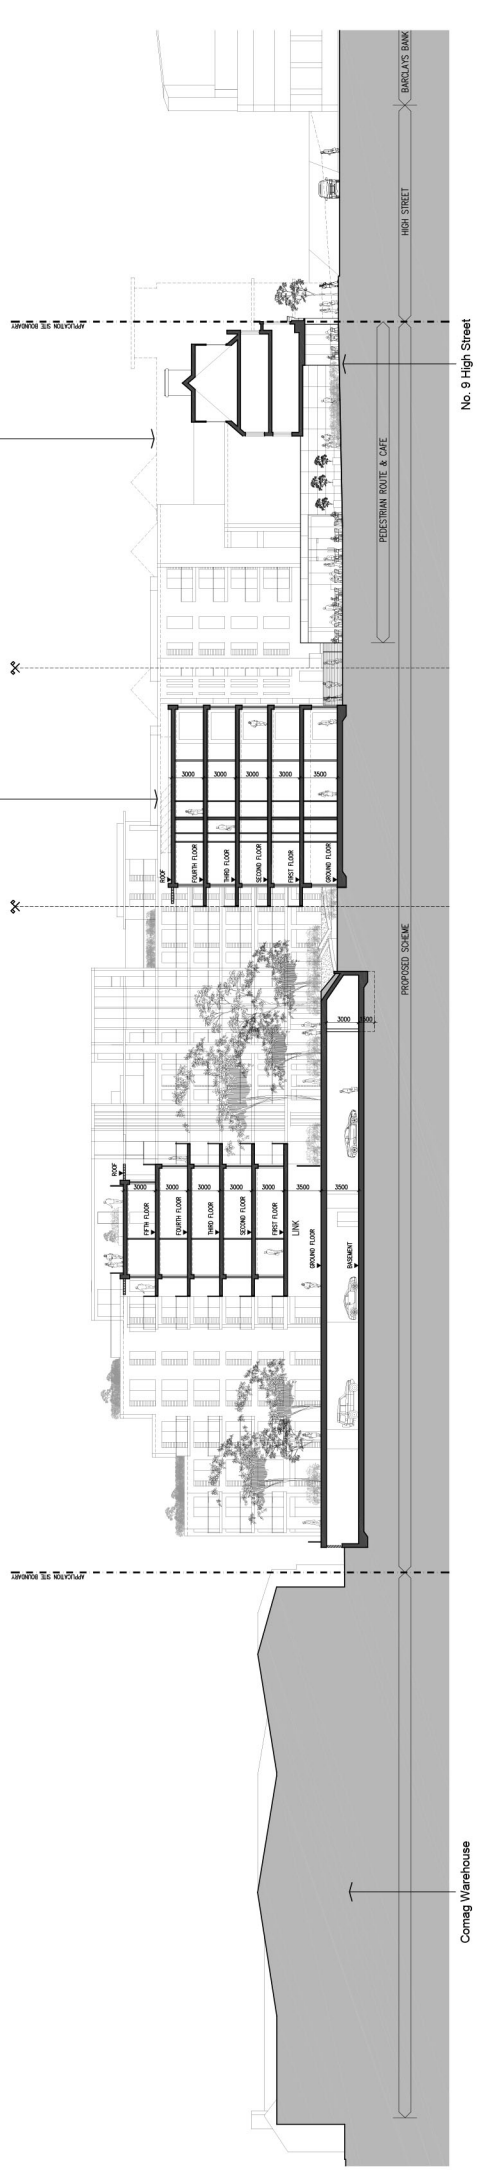 BARCLAYS BANK
HIGH STREET
APPLICATION SITE BOUNDARY
No. 9 High Street
PEDESTRIAN ROUTE & CAFE
3000
3000
3000
3000
3500
ROOF
FOURTH FLOOR
THIRD FLOOR
SECOND FLOOR
FIRST FLOOR
GROUND FLOOR
PROPOSED SCHEME
3000
3500
ROOF
3000
3000
3000
3000
3000
3500
3500
FIFTH FLOOR
FOURTH FLOOR
THIRD FLOOR
SECOND FLOOR
FIRST FLOOR
LINK
GROUND FLOOR
BASEMENT
APPLICATION SITE BOUNDARY
Comag Warehouse